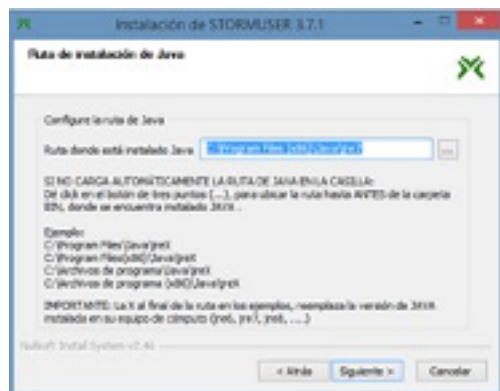 Instalación de STORMUSER 3.7.1
Ruta de instalación de Java
Configure la ruta de Java
Ruta donde está instalado Java C:\Program Files (x86)\Java\jre7 ...
SI NO CARGA AUTOMÁTICAMENTE LA RUTA DE JAVA EN LA CASILLA:
Dé click en el botón de tres puntos (...), para ubicar la ruta hasta ANTES de la carpeta
BIN, donde se encuentra instalado JAVA .
Ejemplo:
C:\Program Files\Java\jreX
C:\Program Files(x86)\Java\jreX
C:\Archivos de programa\Java\jreX
C:\Archivos de programa (x86)\Java\jreX
IMPORTANTE: La X al final de la ruta en los ejemplos, reemplaza la versión de JAVA
instalada en su equipo de cómputo (jre6, jre7, jre8, ....)
Nullsoft Install System v2.46
< Atrás Siguiente > Cancelar